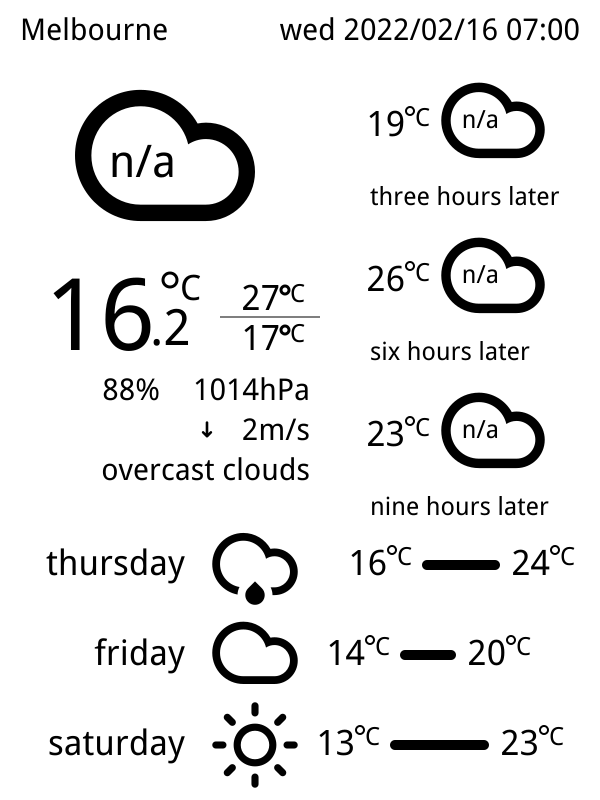 Melbourne wed 2022/02/16 07:00
n/a
16.2°C
27°C
17°C
88% 1014hPa
↓ 2m/s
overcast clouds
19°C n/a
three hours later
26°C n/a
six hours later
23°C n/a
nine hours later
thursday 16°C 24°C
friday 14°C 20°C
saturday 13°C 23°C